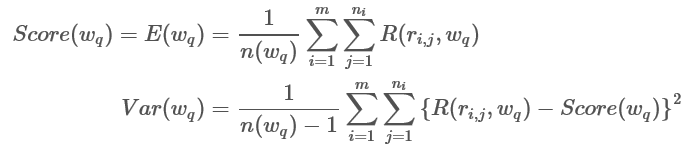 Score(w_q) = E(w_q) = \frac{1}{n(w_q)} \sum_{i=1}^{m} \sum_{j=1}^{n_i} R(r_{i,j}, w_q)
Var(w_q) = \frac{1}{n(w_q) - 1} \sum_{i=1}^{m} \sum_{j=1}^{n_i} \{R(r_{i,j}, w_q) - Score(w_q)\}^2